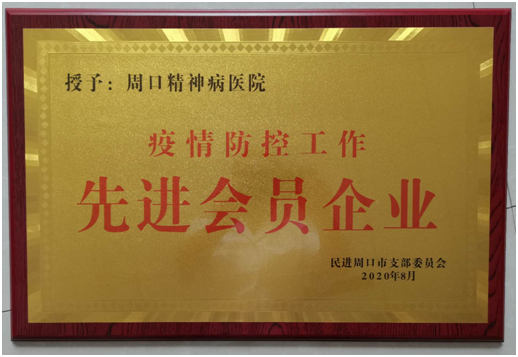 授予：周口精神病医院
疫情防控工作
先进会员企业
民进周口市支部委员会
2020年8月